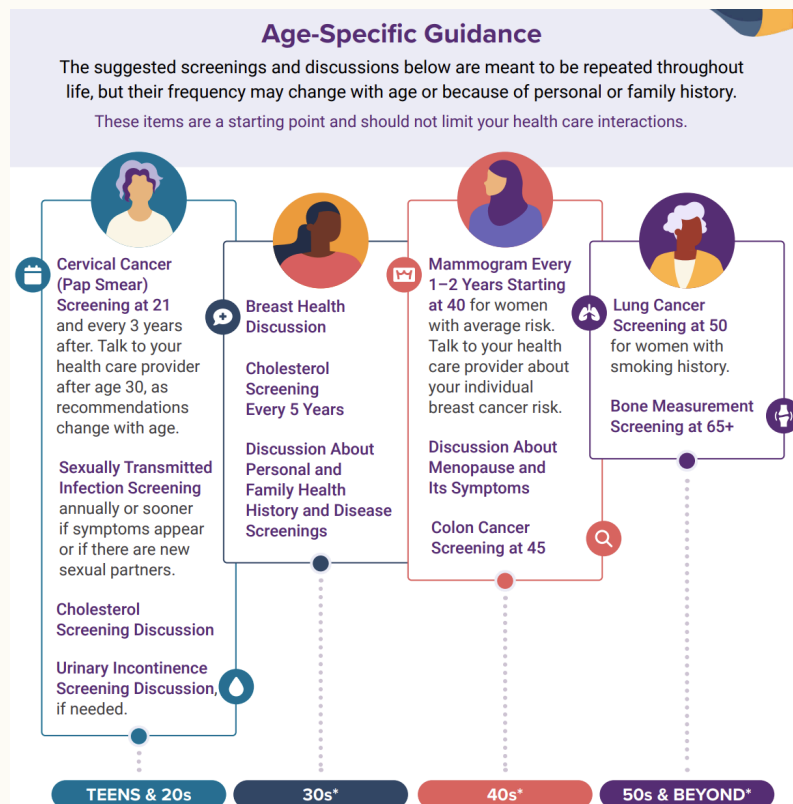 Age-Specific Guidance
The suggested screenings and discussions below are meant to be repeated throughout
life, but their frequency may change with age or because of personal or family history.
These items are a starting point and should not limit your health care interactions.
Cervical Cancer
(Pap Smear)
Screening at 21
and every 3 years
after. Talk to your
health care provider
after age 30, as
recommendations
change with age.
Sexually Transmitted
Infection Screening
annually or sooner
if symptoms appear
or if there are new
sexual partners.
Cholesterol
Screening Discussion
Urinary Incontinence
Screening Discussion,
if needed.
TEENS & 20s
Breast Health
Discussion
Cholesterol
Screening
Every 5 Years
Discussion About
Personal and
Family Health
History and Disease
Screenings
30s*
Mammogram Every
1–2 Years Starting
at 40 for women
with average risk.
Talk to your health
care provider about
your individual
breast cancer risk.
Discussion About
Menopause and
Its Symptoms
Colon Cancer
Screening at 45
40s*
Lung Cancer
Screening at 50
for women with
smoking history.
Bone Measurement
Screening at 65+
50s & BEYOND*